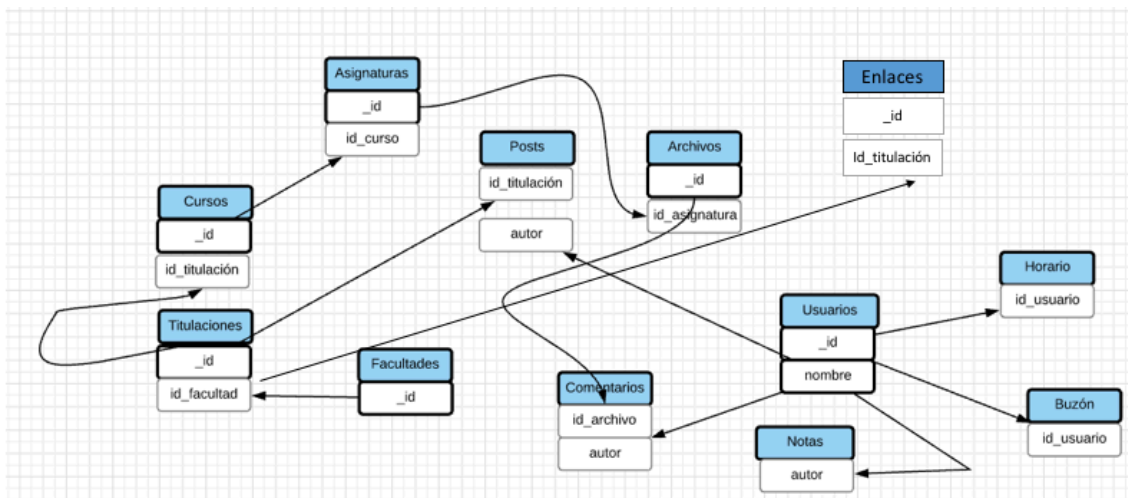 Asignaturas
_id
id_curso
Enlaces
_id
Id_titulación
Posts
id_titulación
autor
Archivos
_id
id_asignatura
Cursos
_id
id_titulación
Titulaciones
_id
id_facultad
Facultades
_id
Comentarios
id_archivo
autor
Usuarios
_id
nombre
Horario
id_usuario
Buzón
id_usuario
Notas
autor